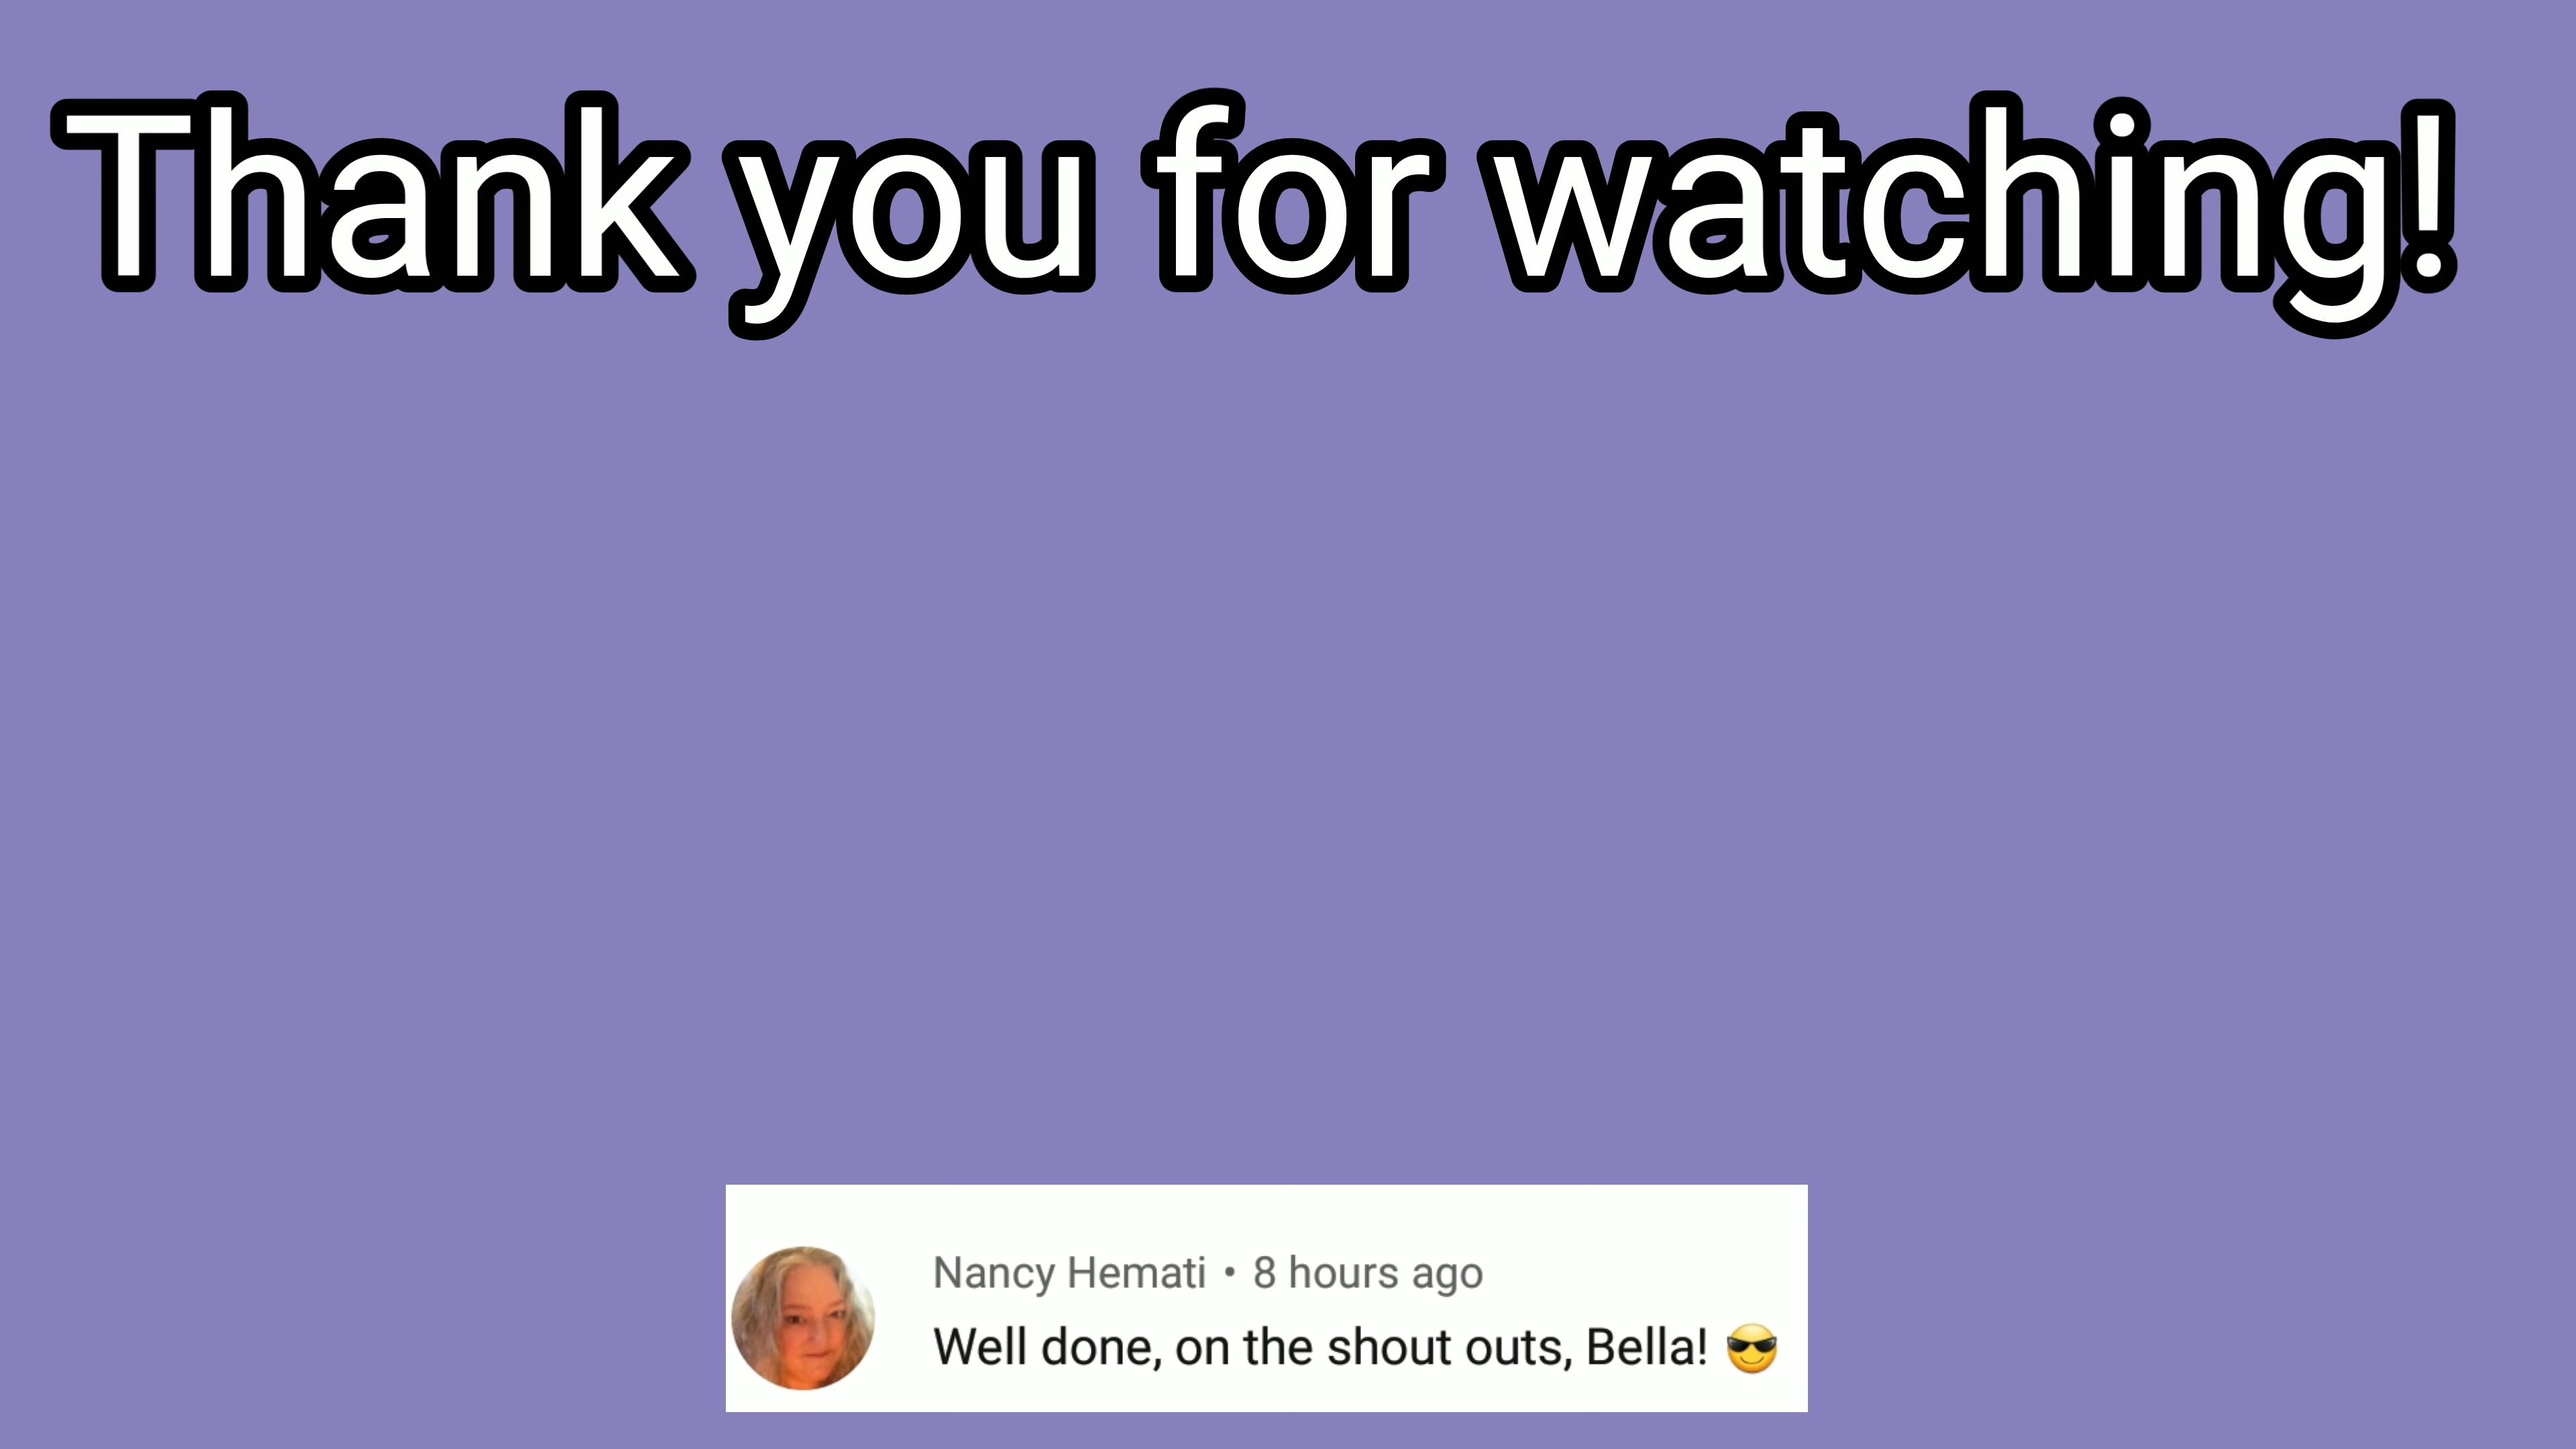 Thank you for watching!
Nancy Hemati • 8 hours ago
Well done, on the shout outs, Bella! 😎